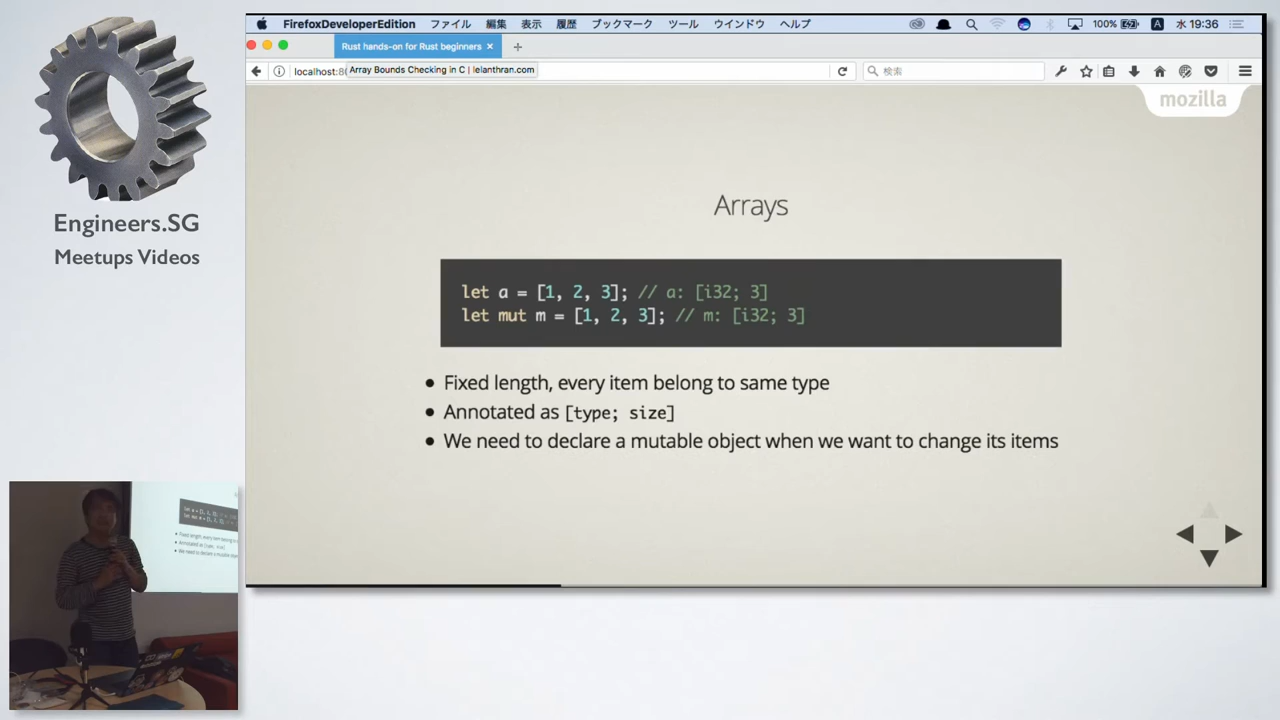 Engineers.SG
Meetups Videos
FirefoxDeveloperEdition ファイル 編集 表示 履歴 ブックマーク ツール ウインドウ ヘルプ
100% A 水 19:36
Rust hands-on for Rust beginners × +
localhost:8
Array Bounds Checking in C | lelanthran.com
検索
mozilla
Arrays
let a = [1, 2, 3]; // a: [i32; 3]
let mut m = [1, 2, 3]; // m: [i32; 3]
• Fixed length, every item belong to same type
• Annotated as [type; size]
• We need to declare a mutable object when we want to change its items